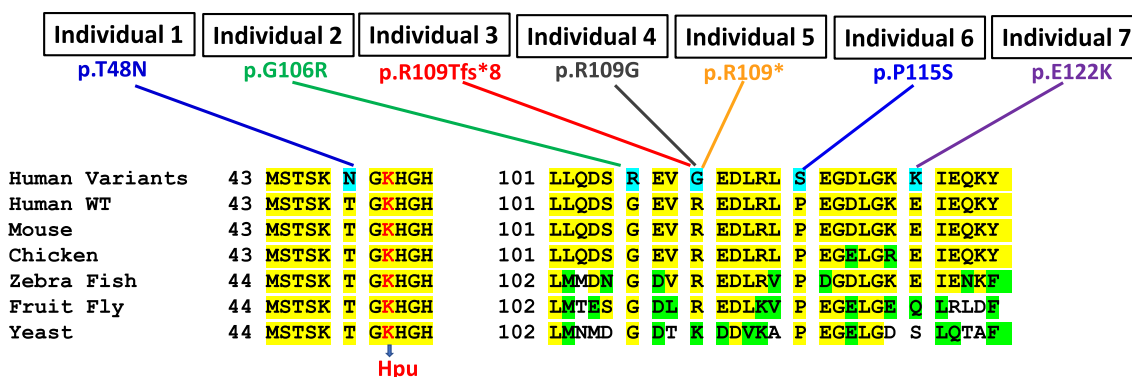 Individual 1 Individual 2 Individual 3 Individual 4 Individual 5 Individual 6 Individual 7
p.T48N p.G106R p.R109Tfs*8 p.R109G p.R109* p.P115S p.E122K
Human Variants 43 MSTSK N GKHGH 101 LLQDS R EV G EDLRL S EGDLGK K IEQKY
Human WT 43 MSTSK T GKHGH 101 LLQDS G EV R EDLRL P EGDLGK E IEQKY
Mouse 43 MSTSK T GKHGH 101 LLQDS G EV R EDLRL P EGDLGK E IEQKY
Chicken 43 MSTSK T GKHGH 101 LLQDS G EV R EDLRL P EGELGR E IEQKY
Zebra Fish 44 MSTSK T GKHGH 102 LMMDN G DV R EDLRV P DGDLGK E IENKF
Fruit Fly 44 MSTSK T GKHGH 102 LMTES G DL R EDLKV P EGELGE Q LRLDF
Yeast 44 MSTSK T GKHGH 102 LMNMD G DT K DDVKA P EGELGD S LQTAF
Hpu